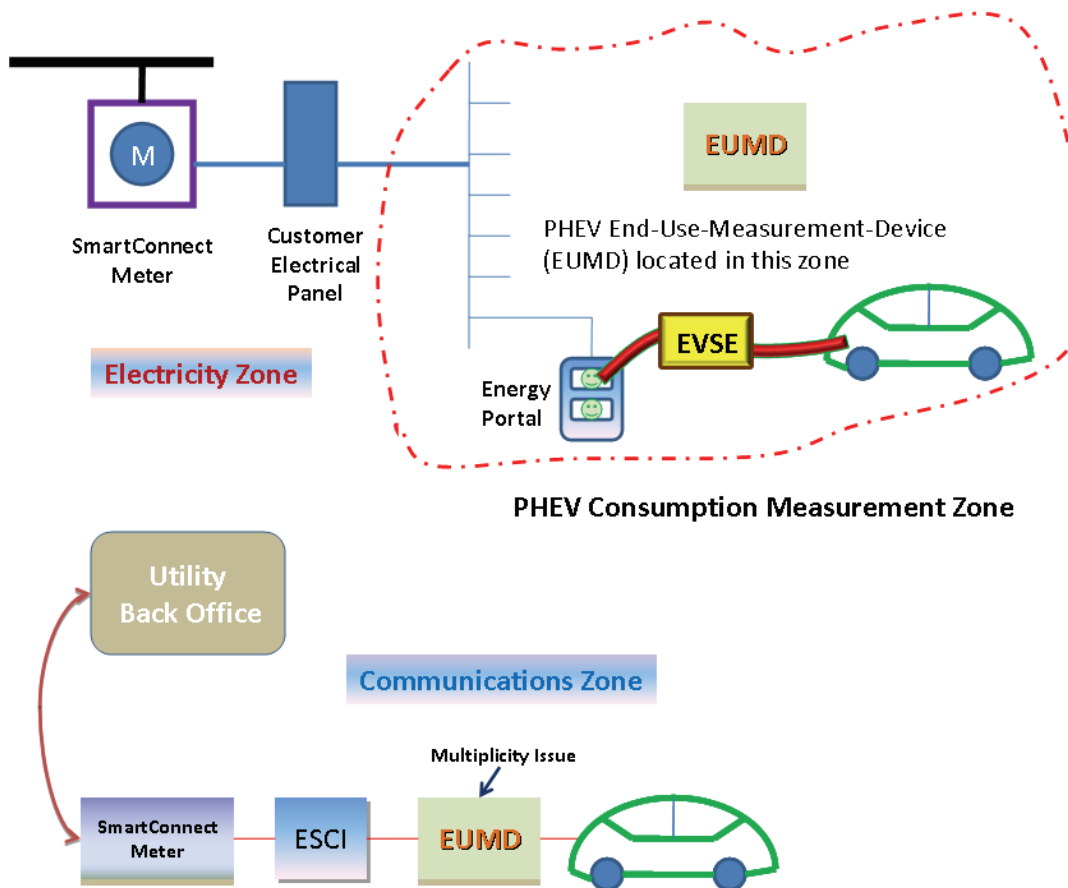 M
SmartConnect
Meter
Customer
Electrical
Panel
EUMD
PHEV End-Use-Measurement-Device
(EUMD) located in this zone
EVSE
Electricity Zone
Energy
Portal
PHEV Consumption Measurement Zone
Utility
Back Office
Communications Zone
Multiplicity Issue
SmartConnect
Meter
ESCI
EUMD